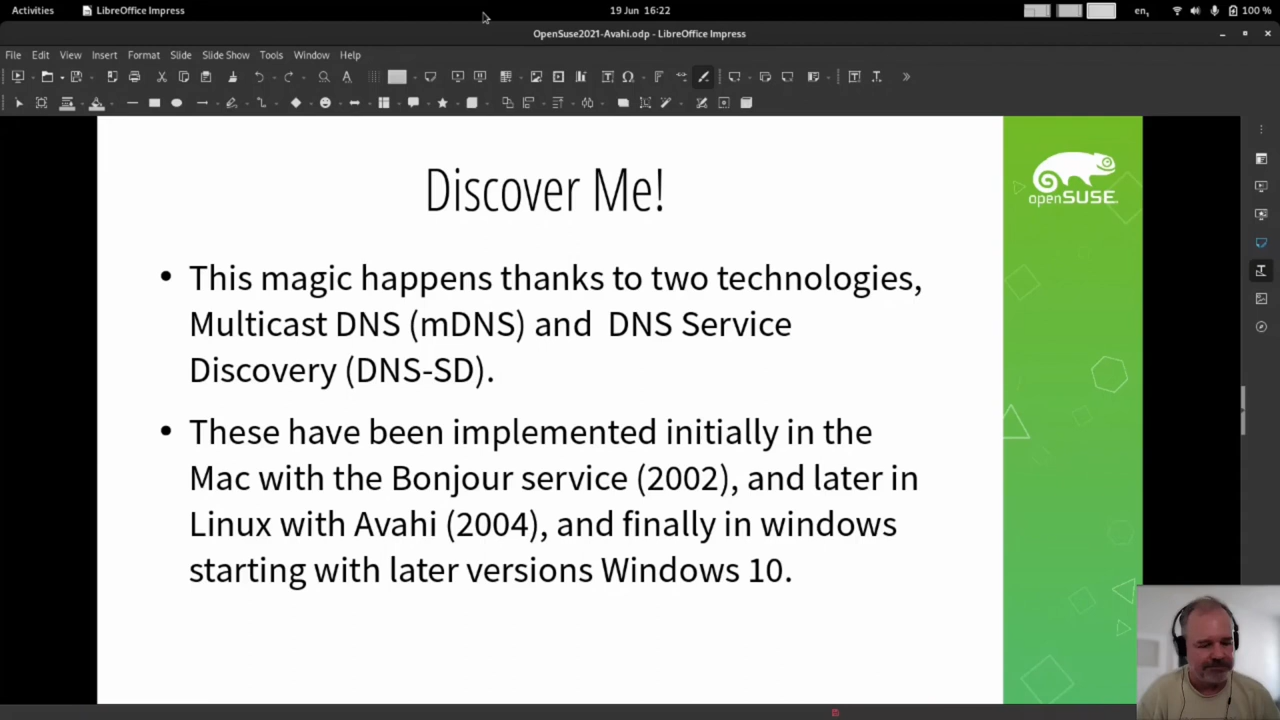 Activities
LibreOffice Impress
19 Jun 16:22
en,
100 %
OpenSuse2021-Avahi.odp - LibreOffice Impress
File Edit View Insert Format Slide Slide Show Tools Window Help
Discover Me!
openSUSE
• This magic happens thanks to two technologies,
Multicast DNS (mDNS) and DNS Service
Discovery (DNS-SD).
• These have been implemented initially in the
Mac with the Bonjour service (2002), and later in
Linux with Avahi (2004), and finally in windows
starting with later versions Windows 10.